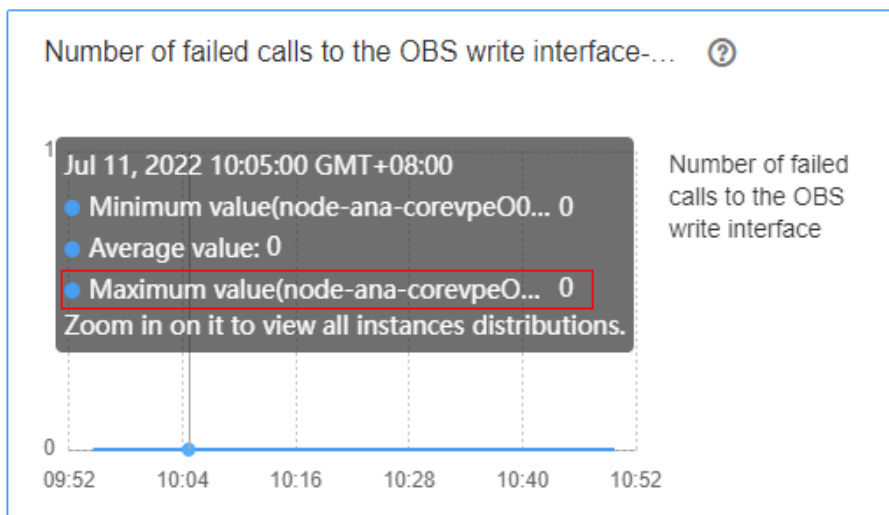 Number of failed calls to the OBS write interface-...
1
Jul 11, 2022 10:05:00 GMT+08:00
Minimum value(node-ana-corevpeO0... 0
Average value: 0
Maximum value(node-ana-corevpeO... 0
Zoom in on it to view all instances distributions.
Number of failed
calls to the OBS
write interface
0
09:52 10:04 10:16 10:28 10:40 10:52